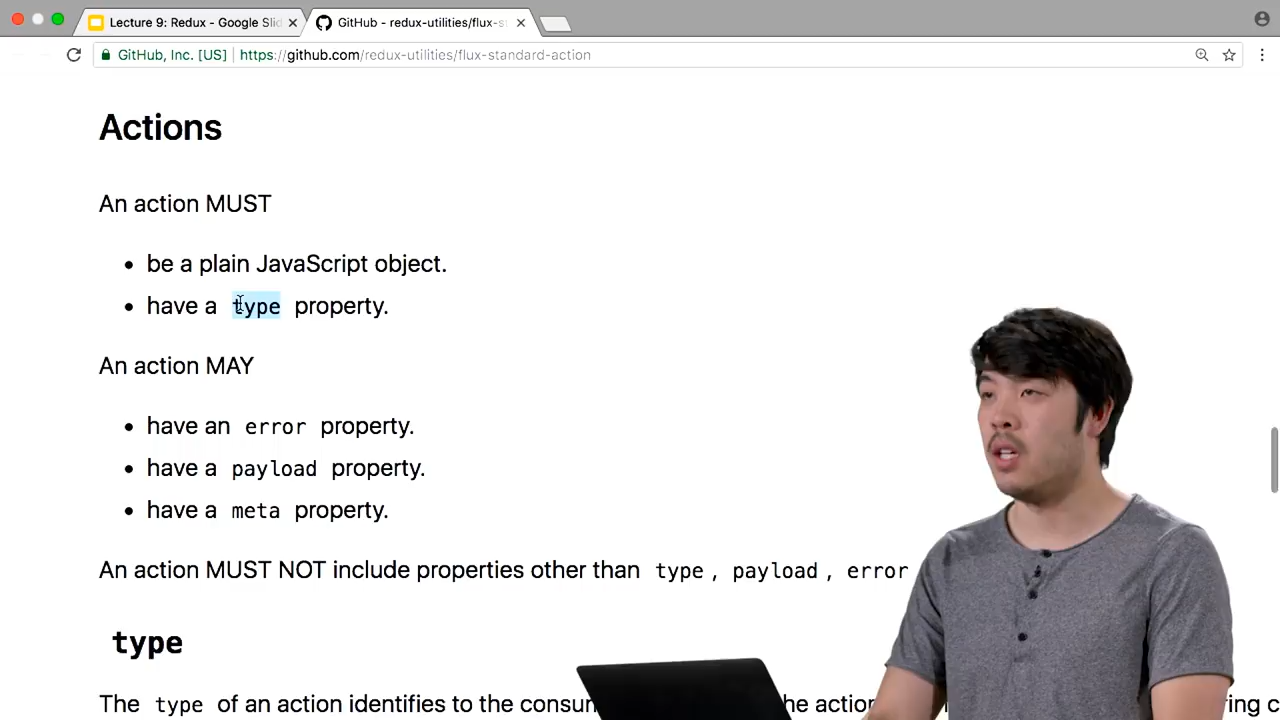 Lecture 9: Redux - Google Slid
GitHub - redux-utilities/flux-s
GitHub, Inc. [US] | https://github.com/redux-utilities/flux-standard-action
Actions
An action MUST
• be a plain JavaScript object.
• have a type property.
An action MAY
• have an error property.
• have a payload property.
• have a meta property.
An action MUST NOT include properties other than type , payload , error
type
The type of an action identifies to the consum he action ring c